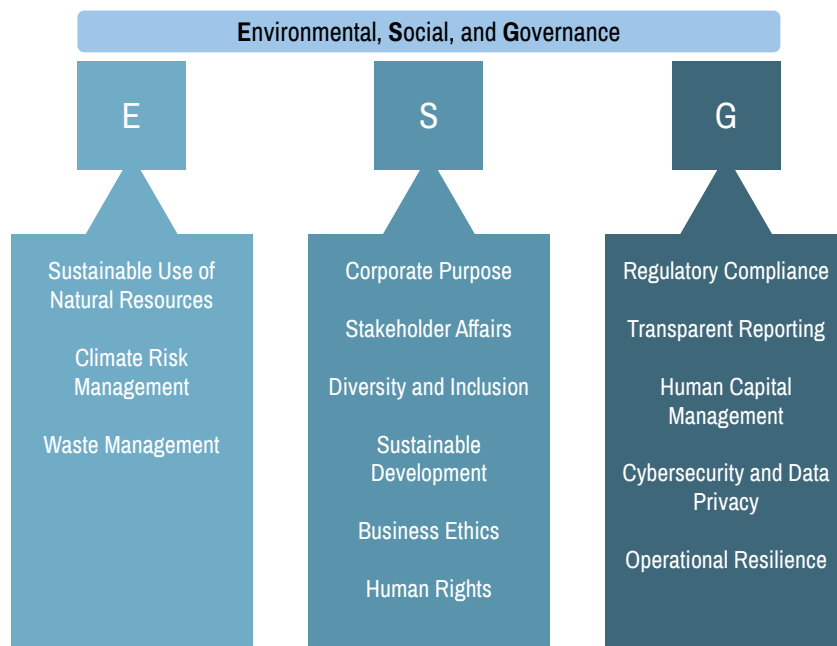 Environmental, Social, and Governance
E
Sustainable Use of
Natural Resources
Climate Risk
Management
Waste Management
S
Corporate Purpose
Stakeholder Affairs
Diversity and Inclusion
Sustainable
Development
Business Ethics
Human Rights
G
Regulatory Compliance
Transparent Reporting
Human Capital
Management
Cybersecurity and Data
Privacy
Operational Resilience